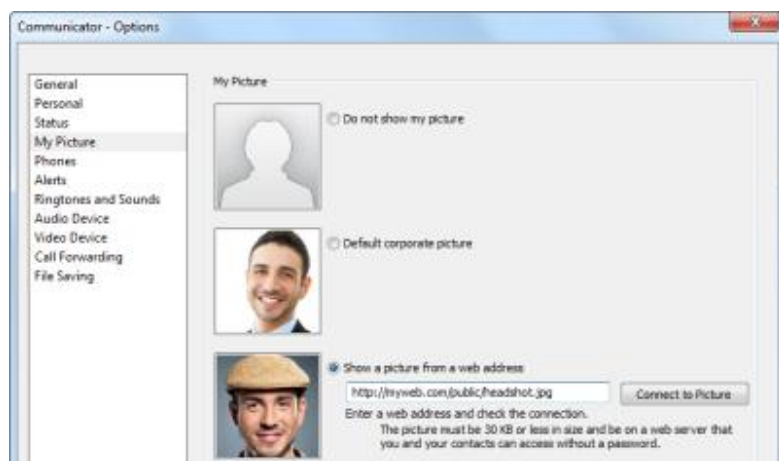 Communicator - Options
General
Personal
Status
My Picture
Phones
Alerts
Ringtones and Sounds
Audio Device
Video Device
Call Forwarding
File Saving
My Picture
Do not show my picture
Default corporate picture
Show a picture from a web address
http://myweb.com/public/headshot.jpg
Connect to Picture
Enter a web address and check the connection.
The picture must be 30 KB or less in size and be on a web server that
you and your contacts can access without a password.